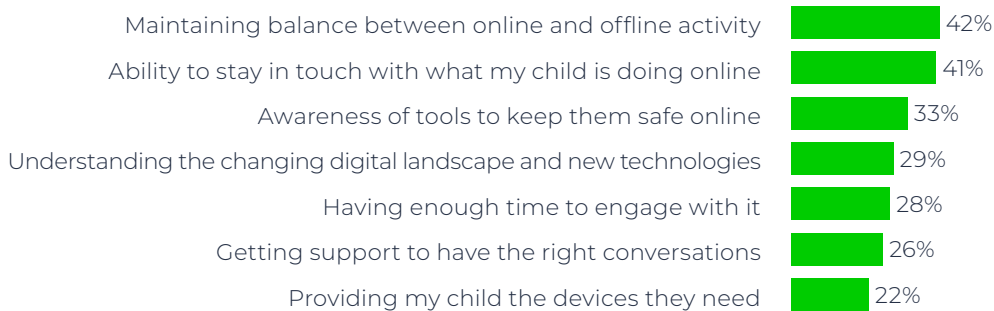 Maintaining balance between online and offline activity 42%
Ability to stay in touch with what my child is doing online 41%
Awareness of tools to keep them safe online 33%
Understanding the changing digital landscape and new technologies 29%
Having enough time to engage with it 28%
Getting support to have the right conversations 26%
Providing my child the devices they need 22%